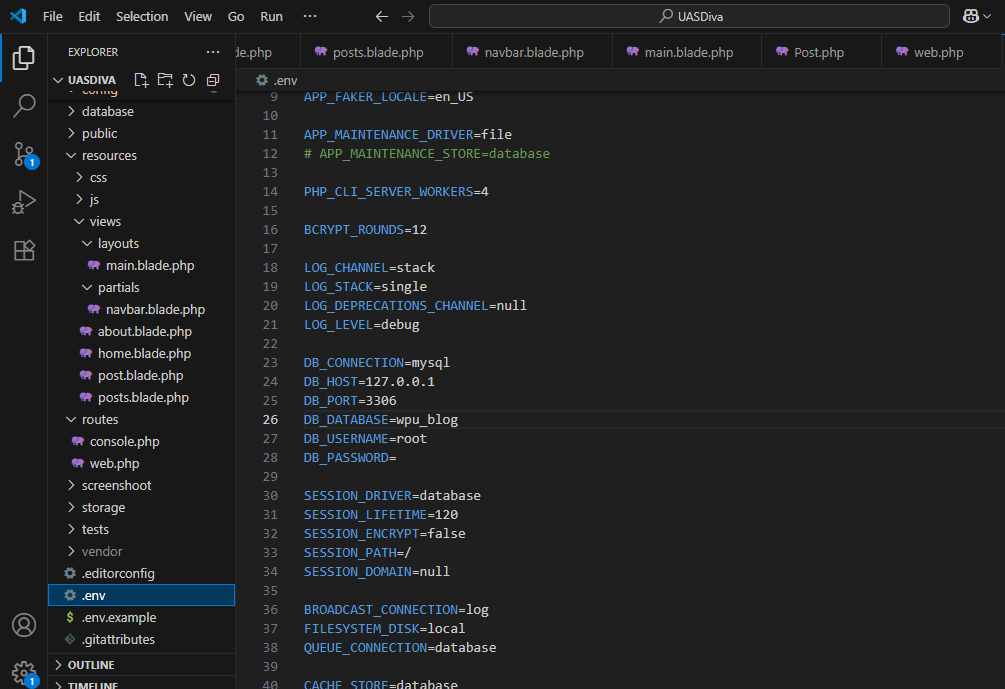 File Edit Selection View Go Run ··· UASDiva
EXPLORER ···
de.php posts.blade.php navbar.blade.php main.blade.php Post.php web.php
UASDIVA
.env
config
database
public
resources
css
js
views
layouts
main.blade.php
partials
navbar.blade.php
about.blade.php
home.blade.php
post.blade.php
posts.blade.php
routes
console.php
web.php
screenshoot
storage
tests
vendor
.editorconfig
.env
$ .env.example
.gitattributes
OUTLINE
TIMELINE
1
1
9 APP_FAKER_LOCALE=en_US
10
11 APP_MAINTENANCE_DRIVER=file
12 # APP_MAINTENANCE_STORE=database
13
14 PHP_CLI_SERVER_WORKERS=4
15
16 BCRYPT_ROUNDS=12
17
18 LOG_CHANNEL=stack
19 LOG_STACK=single
20 LOG_DEPRECATIONS_CHANNEL=null
21 LOG_LEVEL=debug
22
23 DB_CONNECTION=mysql
24 DB_HOST=127.0.0.1
25 DB_PORT=3306
26 DB_DATABASE=wpu_blog
27 DB_USERNAME=root
28 DB_PASSWORD=
29
30 SESSION_DRIVER=database
31 SESSION_LIFETIME=120
32 SESSION_ENCRYPT=false
33 SESSION_PATH=/
34 SESSION_DOMAIN=null
35
36 BROADCAST_CONNECTION=log
37 FILESYSTEM_DISK=local
38 QUEUE_CONNECTION=database
39
40 CACHE_STORE=database